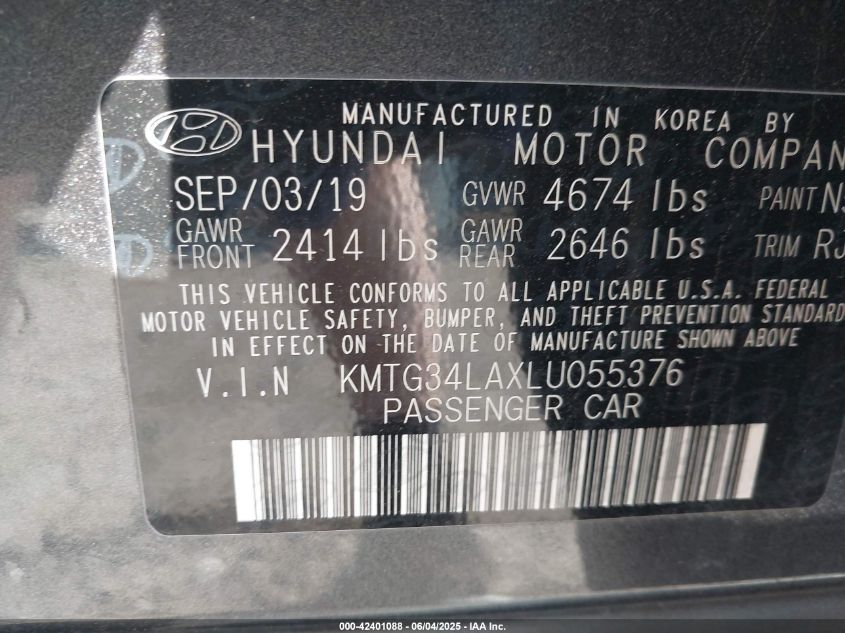 MANUFACTURED IN KOREA BY
HYUNDAI MOTOR COMPAN
SEP/03/19 GVWR 4674 lbs PAINT
GAWR FRONT 2414 lbs GAWR REAR 2646 lbs TRIM RJ
THIS VEHICLE CONFORMS TO ALL APPLICABLE U.S.A. FEDERAL
MOTOR VEHICLE SAFETY, BUMPER, AND THEFT PREVENTION STANDARD
IN EFFECT ON THE DATE OF MANUFACTURE SHOWN ABOVE
V.I.N KMTG34LAXLU055376
PASSENGER CAR
000-42401088 - 06/04/2025 - IAA Inc.